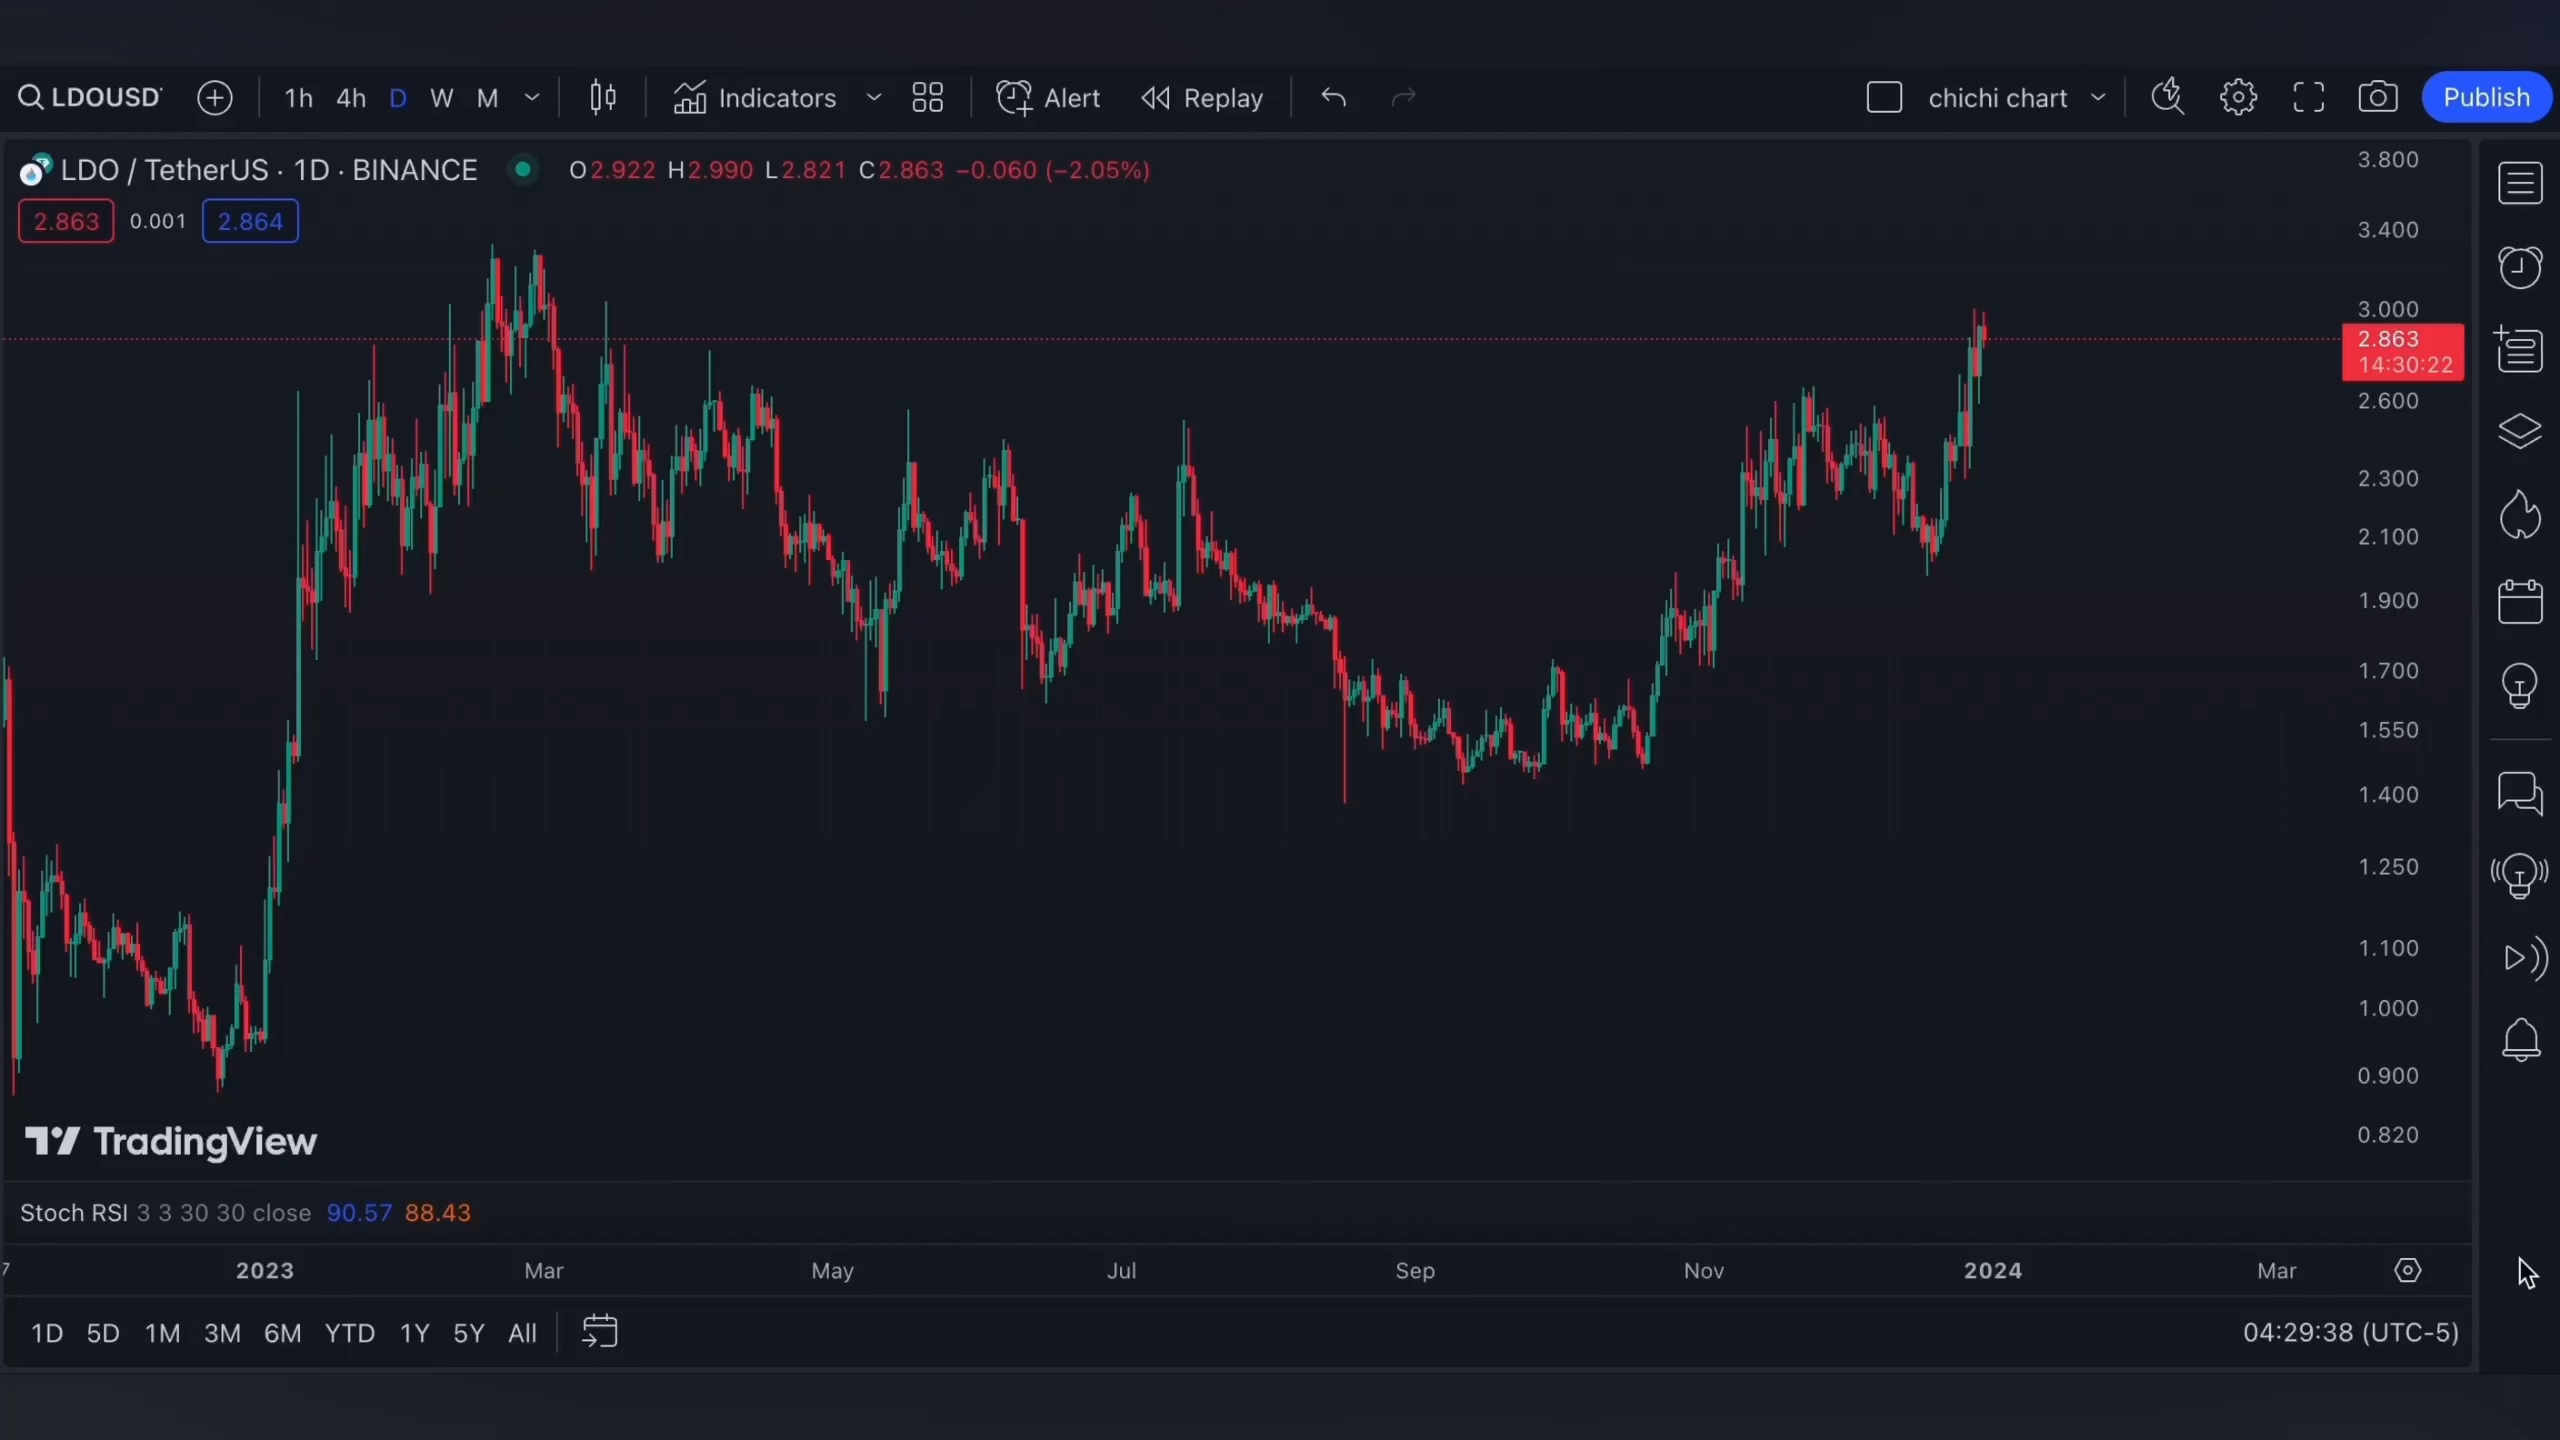 LDOUSD 1h 4h D W M Indicators Alert Replay chichi chart Publish
LDO / TetherUS · 1D · BINANCE O2.922 H2.990 L2.821 C2.863 −0.060 (−2.05%)
2.863 0.001 2.864
3.800
3.400
3.000
2.863
14:30:22
2.600
2.300
2.100
1.900
1.700
1.550
1.400
1.250
1.100
1.000
0.900
0.820
TradingView
Stoch RSI 3 3 30 30 close 90.57 88.43
7 2023 Mar May Jul Sep Nov 2024 Mar
1D 5D 1M 3M 6M YTD 1Y 5Y All 04:29:38 (UTC-5)